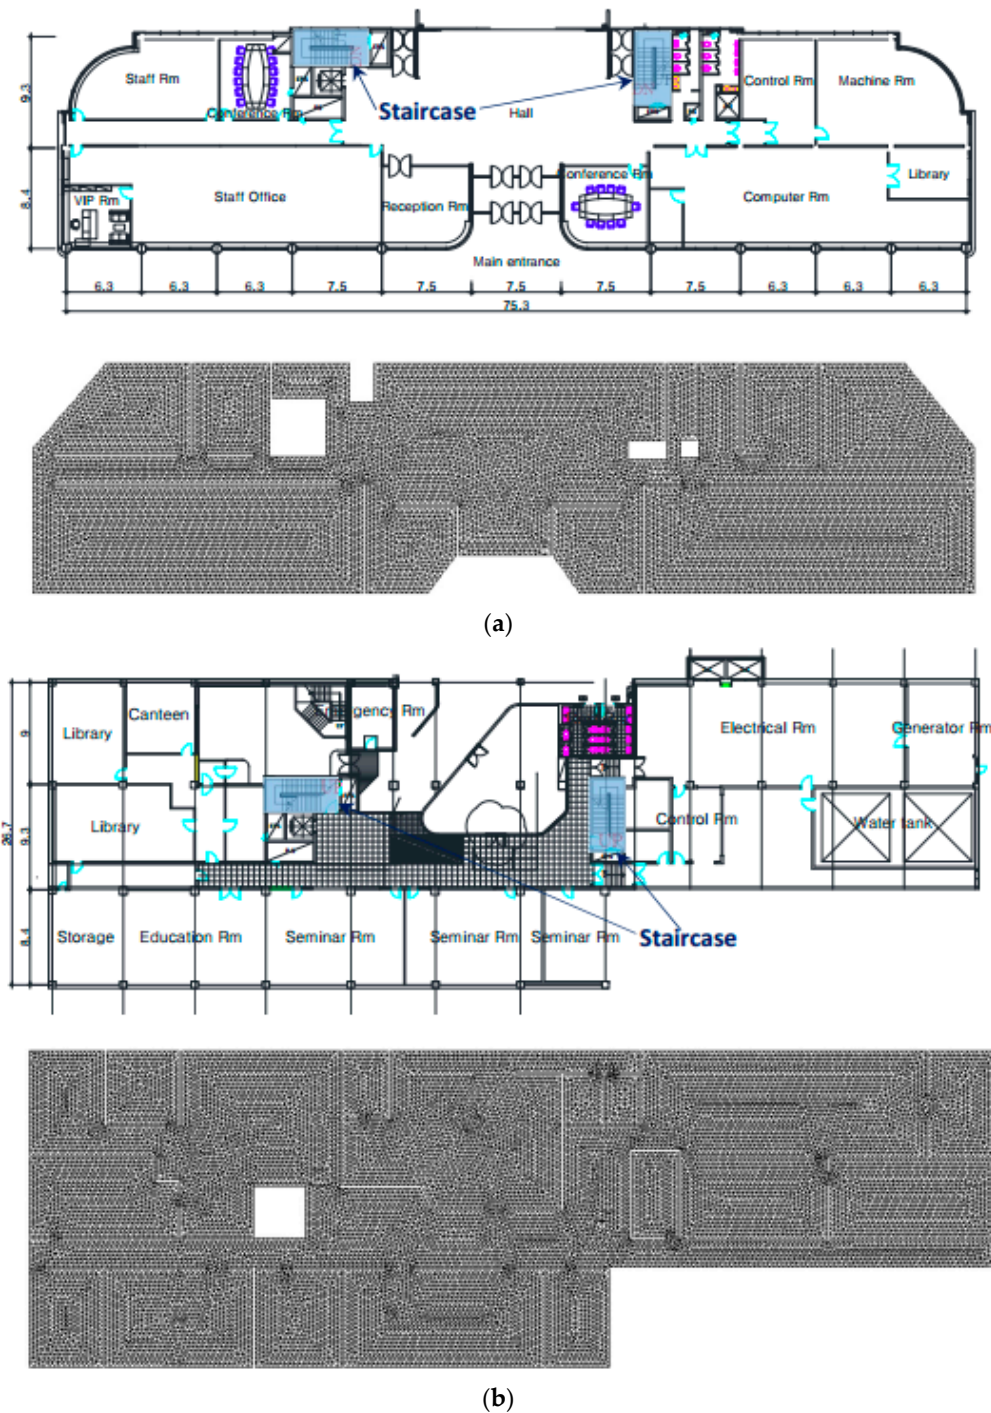 Staff Rm
Conference Rm
Staircase
Hall
Control Rm
Machine Rm
9.3
8.4
VIP Rm
Staff Office
Reception Rm
Conference Rm
Computer Rm
Library
Main entrance
6.3 6.3 6.3 7.5 7.5 7.5 7.5 7.5 6.3 6.3 6.3
75.3
(a)
Library
Canteen
gency Rm
Electrical Rm
Generator Rm
9
26.7
9.3
8.4
Library
Control Rm
Water tank
Storage
Education Rm
Seminar Rm
Seminar Rm
Seminar Rm
Staircase
(b)